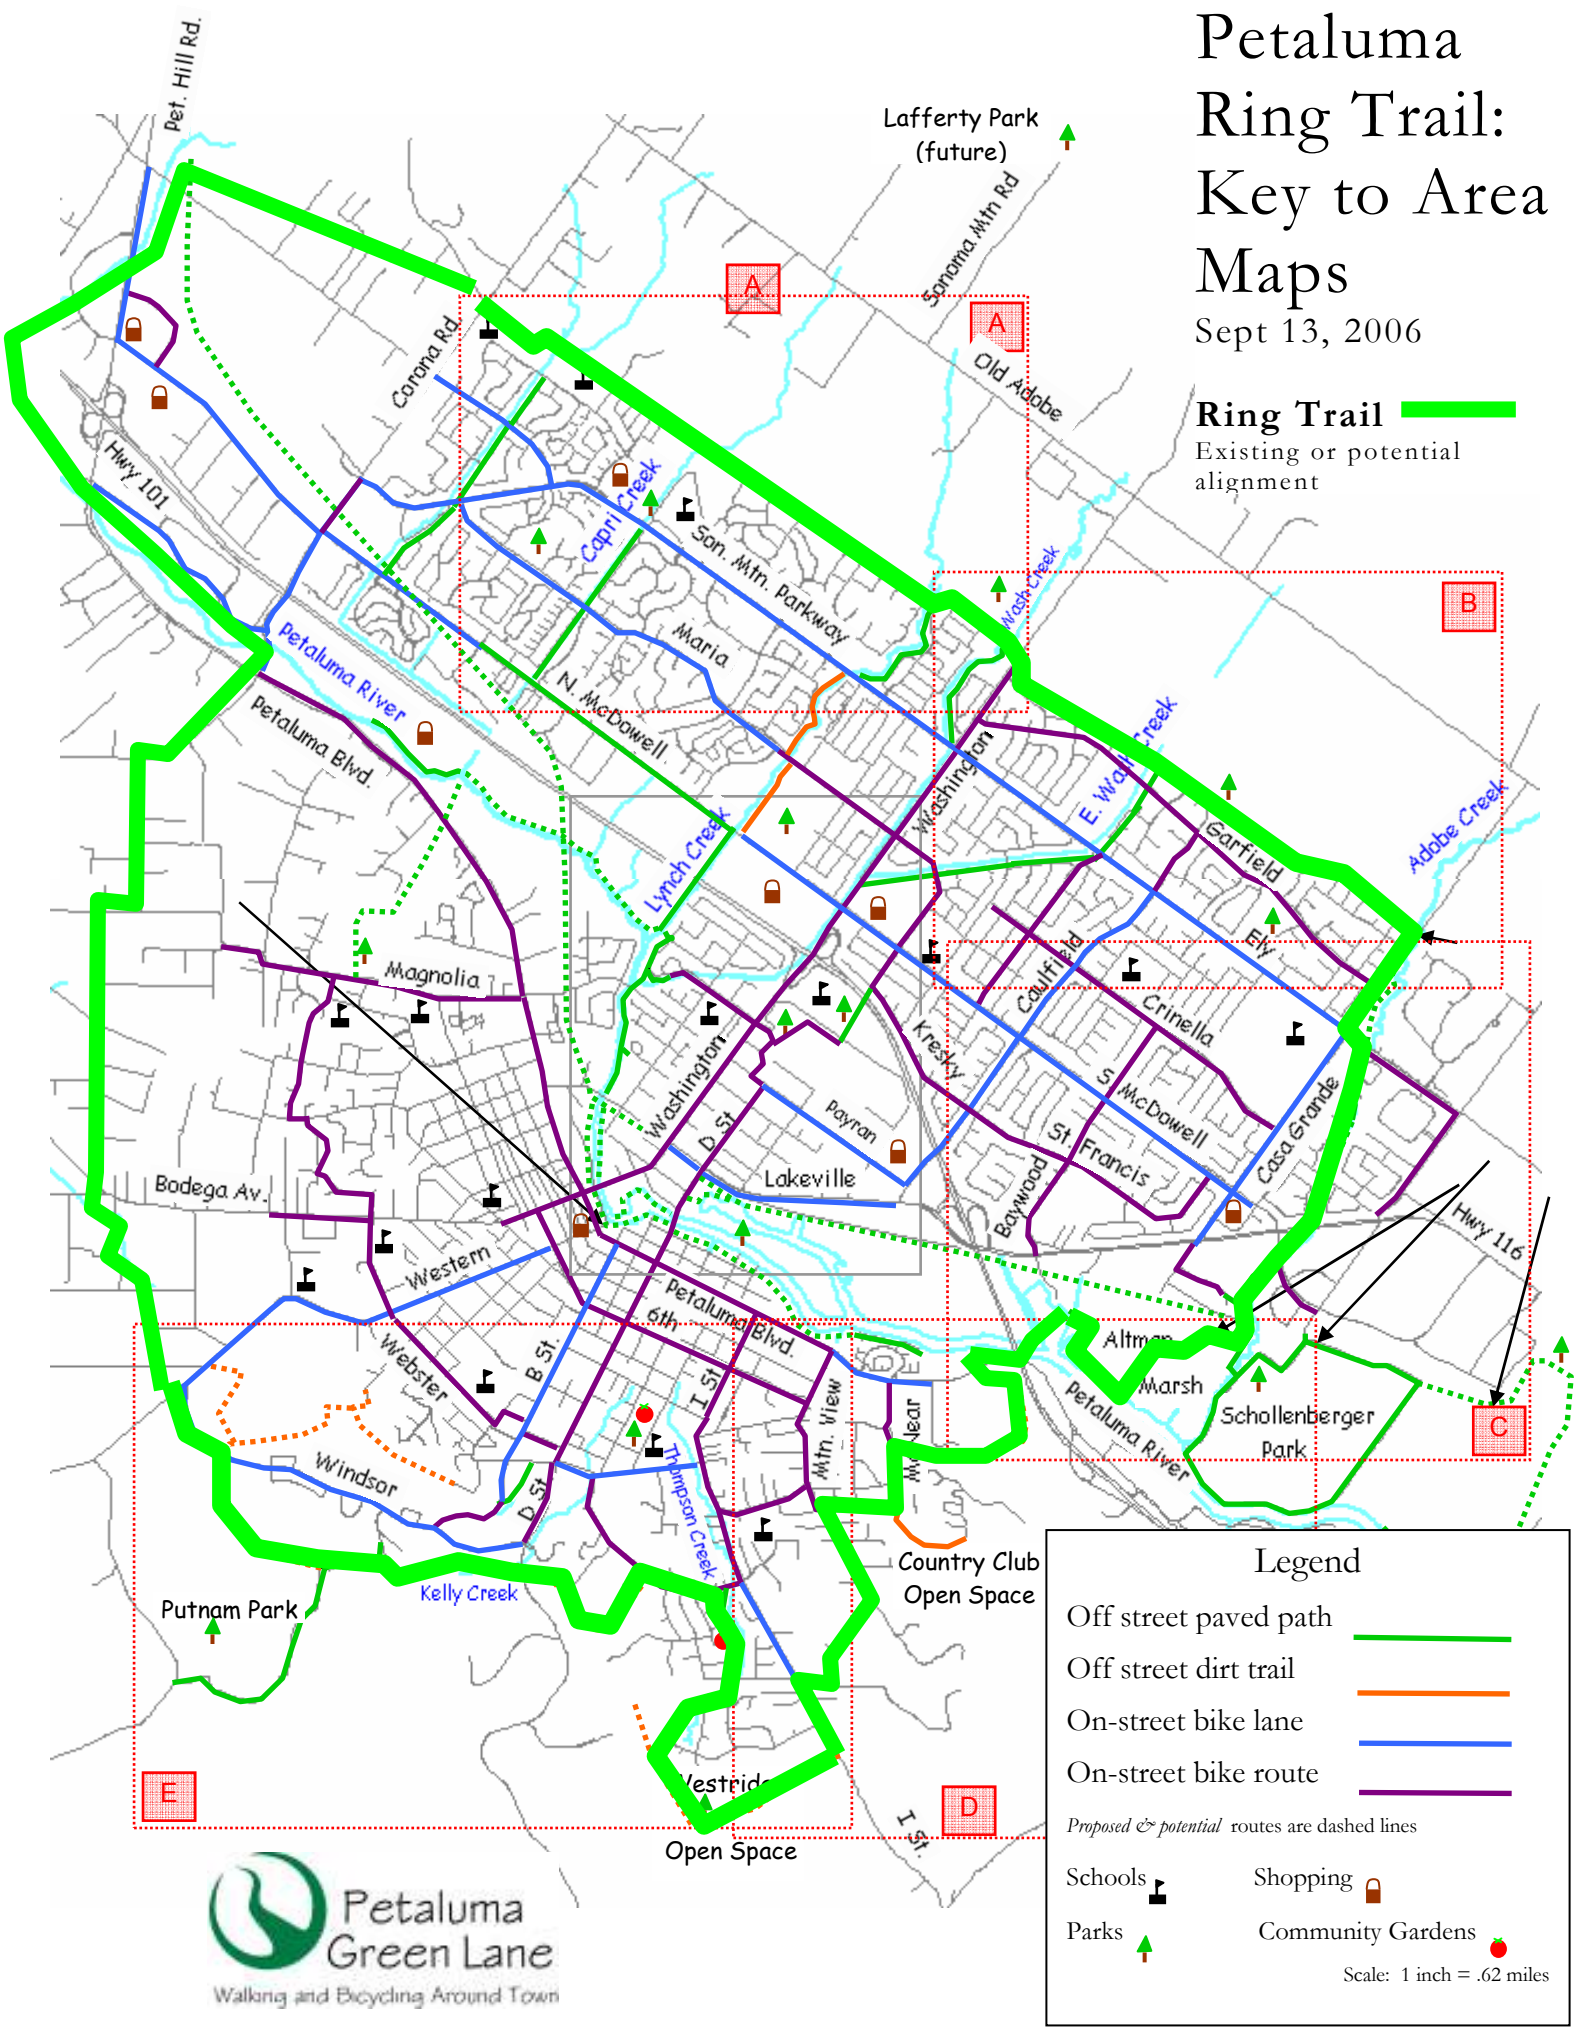 Petaluma
Ring Trail:
Key to Area
Maps
Sept 13, 2006
Ring Trail
Existing or potential
alignment
Pet. Hill Rd.
Lafferty Park
(future)
Sonoma Mtn Rd
A
A
Old Adobe
Corona Rd.
Hwy 101
Capri Creek
Son. Mtn. Parkway
Wash Creek
B
Maria
Petaluma River
N. McDowell
Petaluma Blvd.
Washington
E. Wash Creek
Adobe Creek
Garfield
Lynch Creek
Ely
Magnolia
Caulfield
Crinella
Kresky
Washington
S McDowell
Payran
D St
St. Francis
Casa Grande
Lakeville
Baywood
Bodega Av.
Hwy 116
Western
Petaluma Blvd.
6th
Altman
Marsh
Webster
B St.
I St
Mtn. View
Petaluma River
Schollenberger
Park
C
Windsor
D St
Thompson Creek
Country Club
Open Space
Kelly Creek
Putnam Park
E
D
Open Space
I St.
Legend
Off street paved path
Off street dirt trail
On-street bike lane
On-street bike route
Proposed & potential routes are dashed lines
Schools
Shopping
Parks
Community Gardens
Scale: 1 inch = .62 miles
Petaluma
Green Lane
Walking and Bicycling Around Town